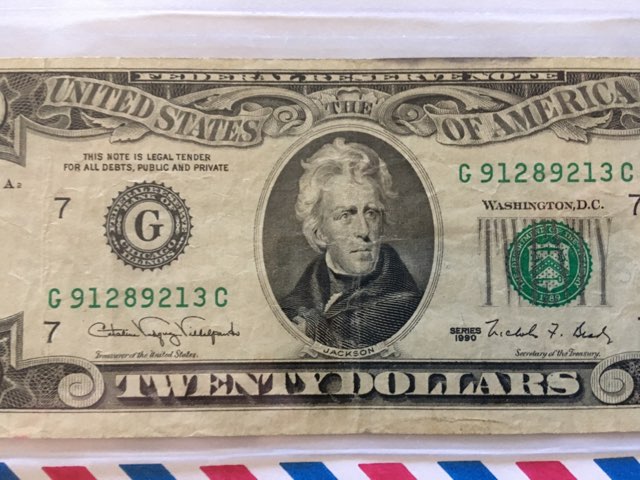 FEDERAL RESERVE NOTE
UNITED STATES THE OF AMERICA
THIS NOTE IS LEGAL TENDER
FOR ALL DEBTS, PUBLIC AND PRIVATE
G 91289213 C
A2
WASHINGTON, D.C.
7
7
G
CHICAGO
G 91289213 C
7
SERIES
1990
Treasurer of the United States.
Secretary of the Treasury.
JACKSON
TWENTY DOLLARS